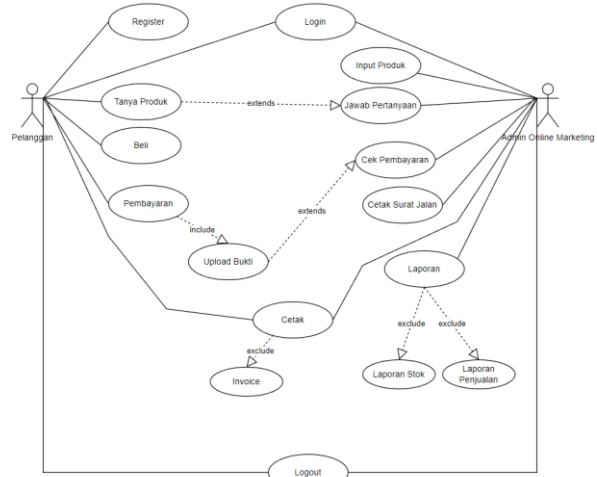 Register
Login
Input Produk
Tanya Produk
extends
Jawab Pertanyaan
Pelanggan
Admin Online Marketing
Beli
Cek Pembayaran
Pembayaran
Cetak Surat Jalan
extends
include
Upload Bukti
Laporan
Cetak
exclude
exclude
exclude
Invoice
Laporan Stok
Laporan
Penjualan
Logout